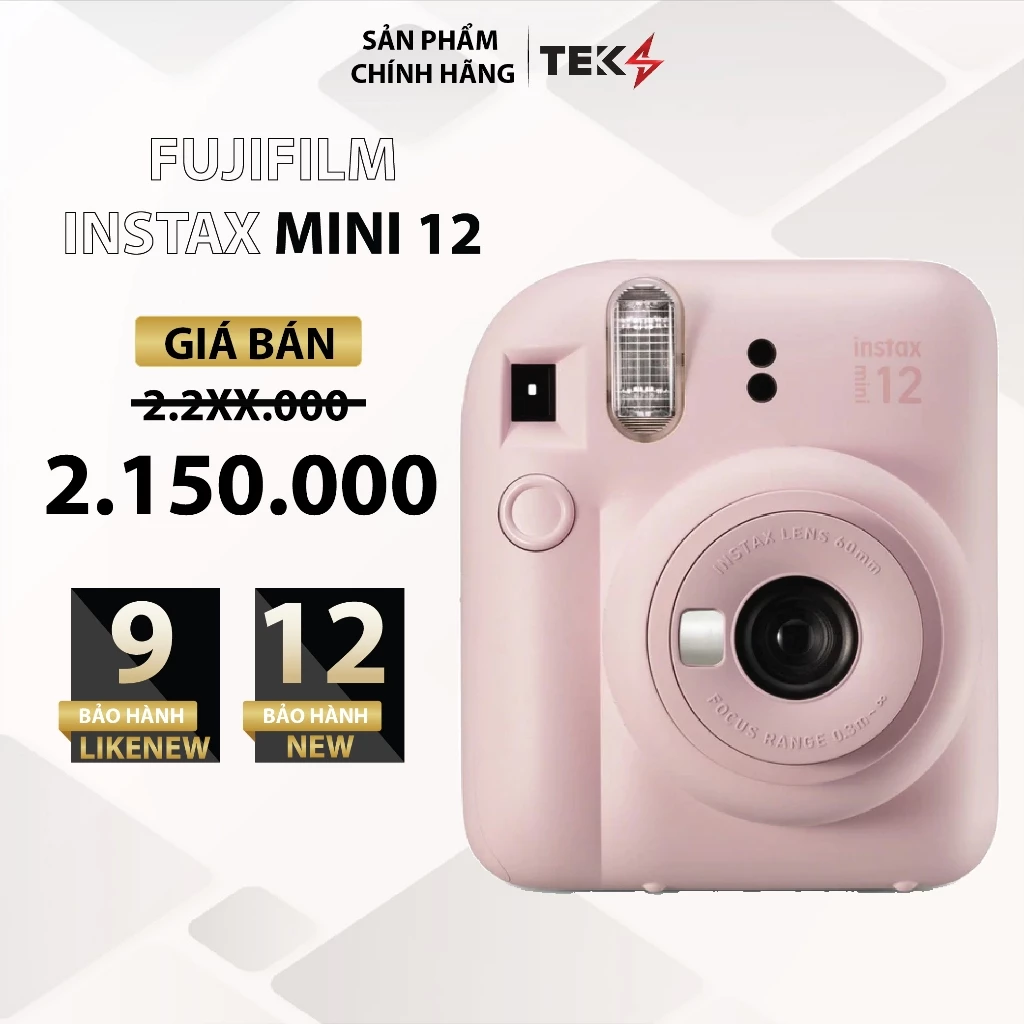 SẢN PHẨM
CHÍNH HÃNG
TEK4
FUJIFILM
INSTAX MINI 12
GIÁ BÁN
2.2XX.000
2.150.000
9
BẢO HÀNH
LIKENEW
12
BẢO HÀNH
NEW
instax
mini 12
INSTAX LENS 60mm
FOCUS RANGE 0.3m~∞